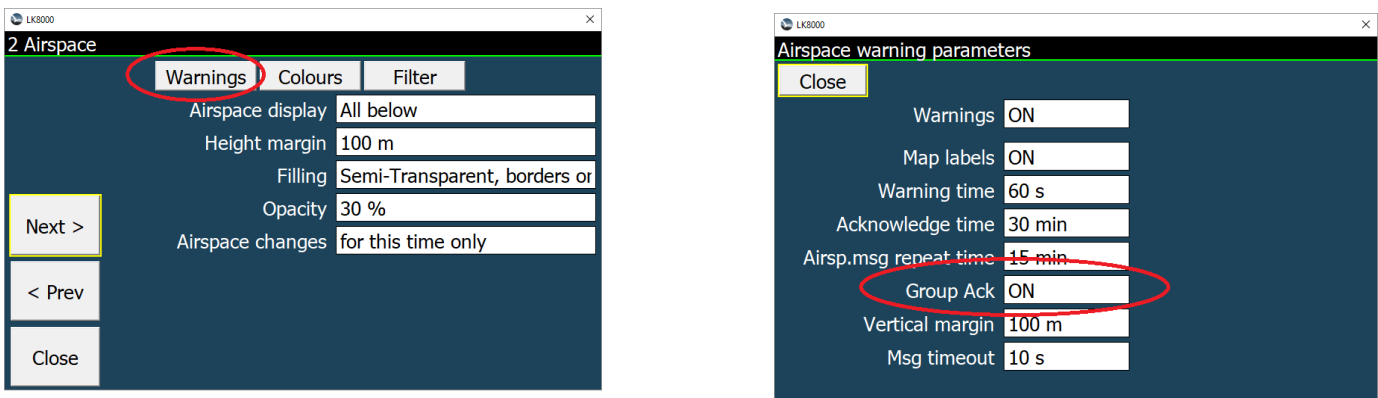 LK8000
2 Airspace
Warnings Colours Filter
Airspace display All below
Height margin 100 m
Filling Semi-Transparent, borders or
Opacity 30 %
Airspace changes for this time only
Next >
< Prev
Close
LK8000
Airspace warning parameters
Close
Warnings ON
Map labels ON
Warning time 60 s
Acknowledge time 30 min
Airsp.msg repeat time 15 min
Group Ack ON
Vertical margin 100 m
Msg timeout 10 s